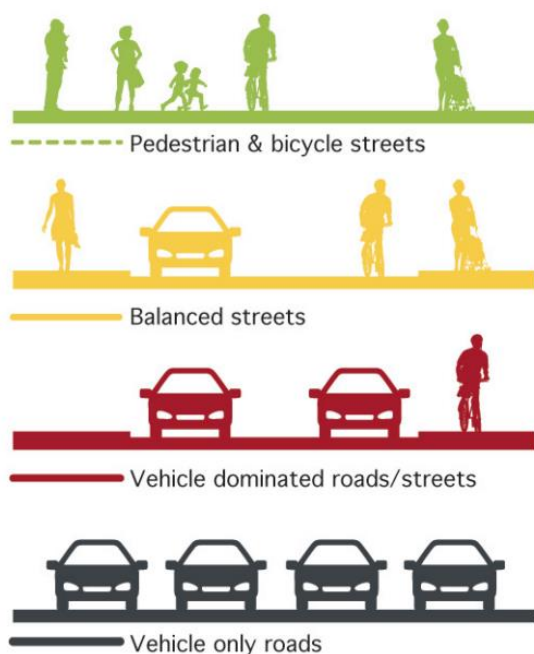 Pedestrian & bicycle streets
Balanced streets
Vehicle dominated roads/streets
Vehicle only roads